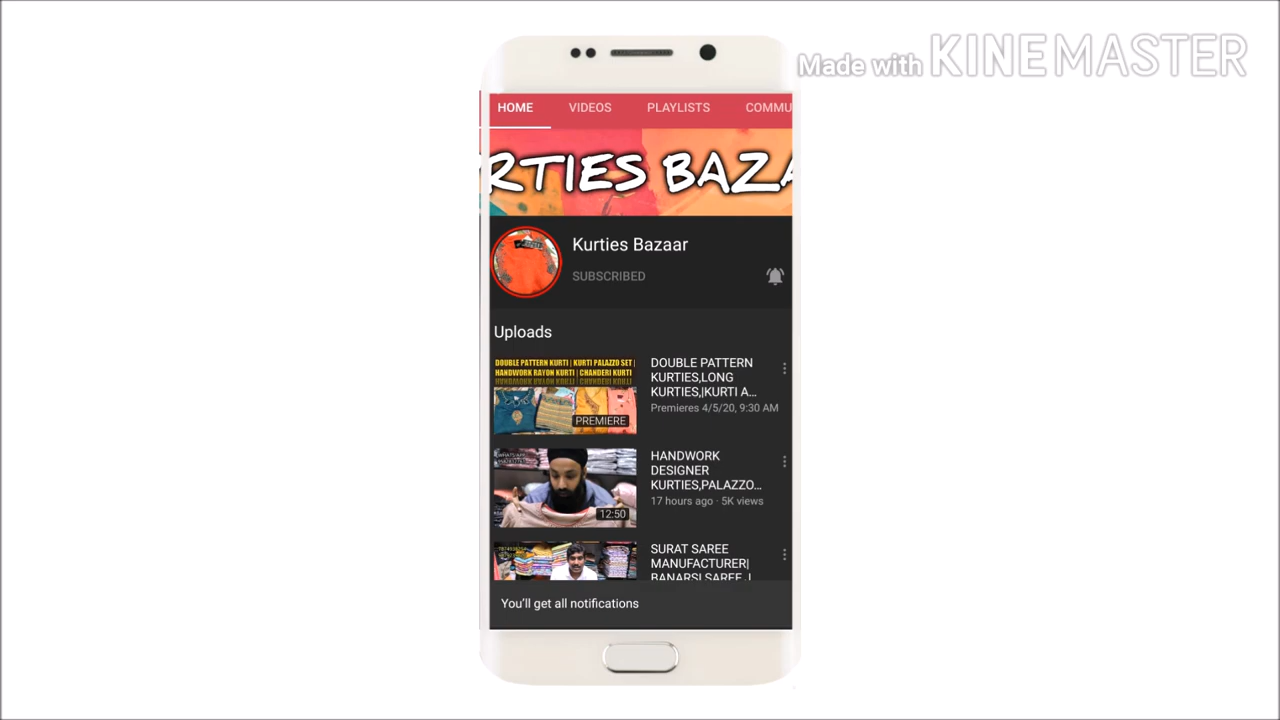 Made with KINEMASTER
HOME VIDEOS PLAYLISTS COMMU
RTIES BAZA
Kurties Bazaar
SUBSCRIBED
Uploads
DOUBLE PATTERN KURTI | KURTI PALAZZO SET |
HANDWORK RAYON KURTI | CHANDERI KURTI
PREMIERE
DOUBLE PATTERN
KURTIES,LONG
KURTIES,|KURTI A...
Premieres 4/5/20, 9:30 AM
12:50
HANDWORK
DESIGNER
KURTIES,PALAZZO...
17 hours ago · 5K views
SURAT SAREE
MANUFACTURER|
BANARSI SAREE
You'll get all notifications